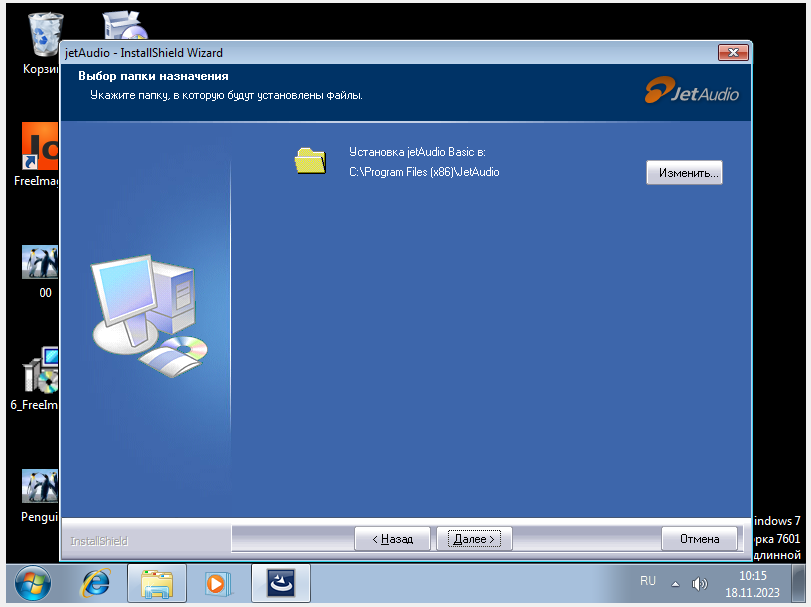 Корзи
jetAudio - InstallShield Wizard
Выбор папки назначения
Укажите папку, в которую будут установлены файлы.
JetAudio
Установка jetAudio Basic в:
C:\Program Files (x86)\JetAudio
Изменить...
Jo
FreeImag
00
6_FreeIm
Pengui
InstallShield
< Назад
Далее >
Отмена
indows 7
рка 7601
длинной
RU
10:15
18.11.2023